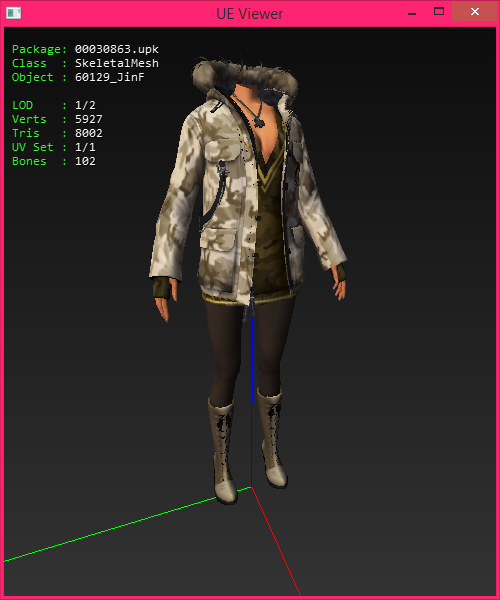 UE Viewer
Package: 00030863.upk
Class  : SkeletalMesh
Object : 60129_JinF
LOD    : 1/2
Verts  : 5927
Tris   : 8002
UV Set : 1/1
Bones  : 102